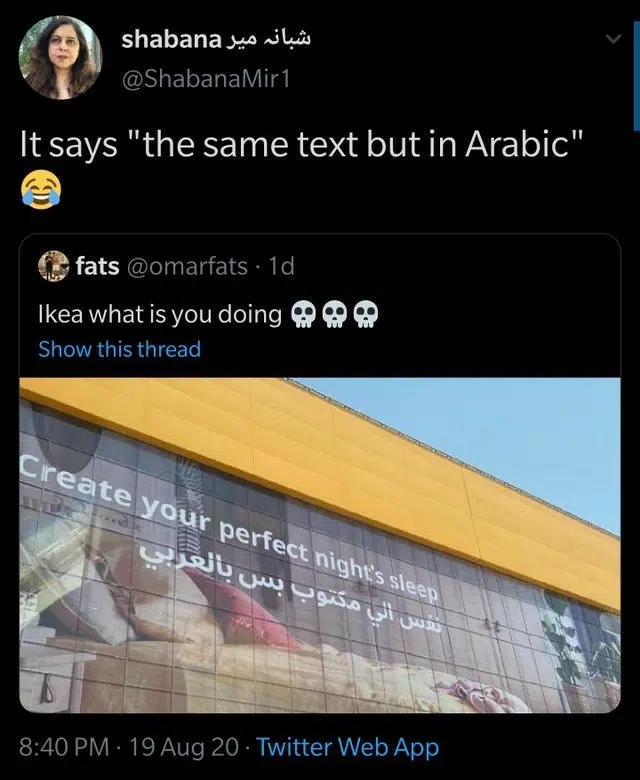 shabana شبانہ میر
@ShabanaMir1
It says "the same text but in Arabic"
😂
fats @omarfats · 1d
Ikea what is you doing 💀💀💀
Show this thread
Create your perfect night's sleep
نفس الي مكتوب بس بالعربي
8:40 PM · 19 Aug 20 · Twitter Web App